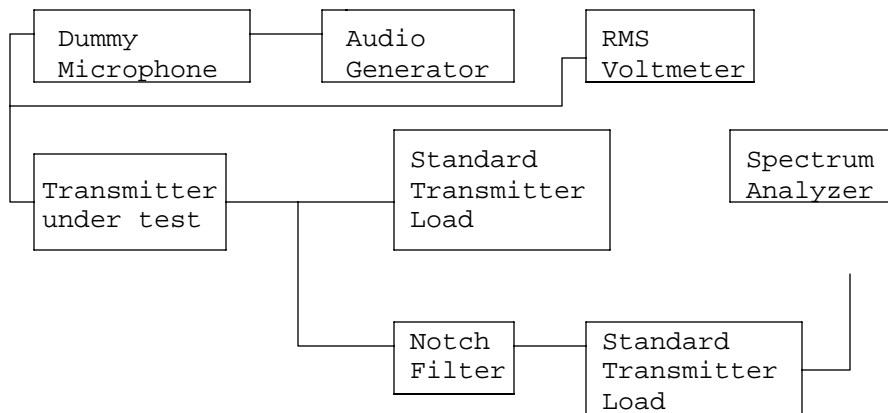 Dummy
Microphone
Audio
Generator
RMS
Voltmeter
Transmitter
under test
Standard
Transmitter
Load
Spectrum
Analyzer
Notch
Filter
Standard
Transmitter
Load